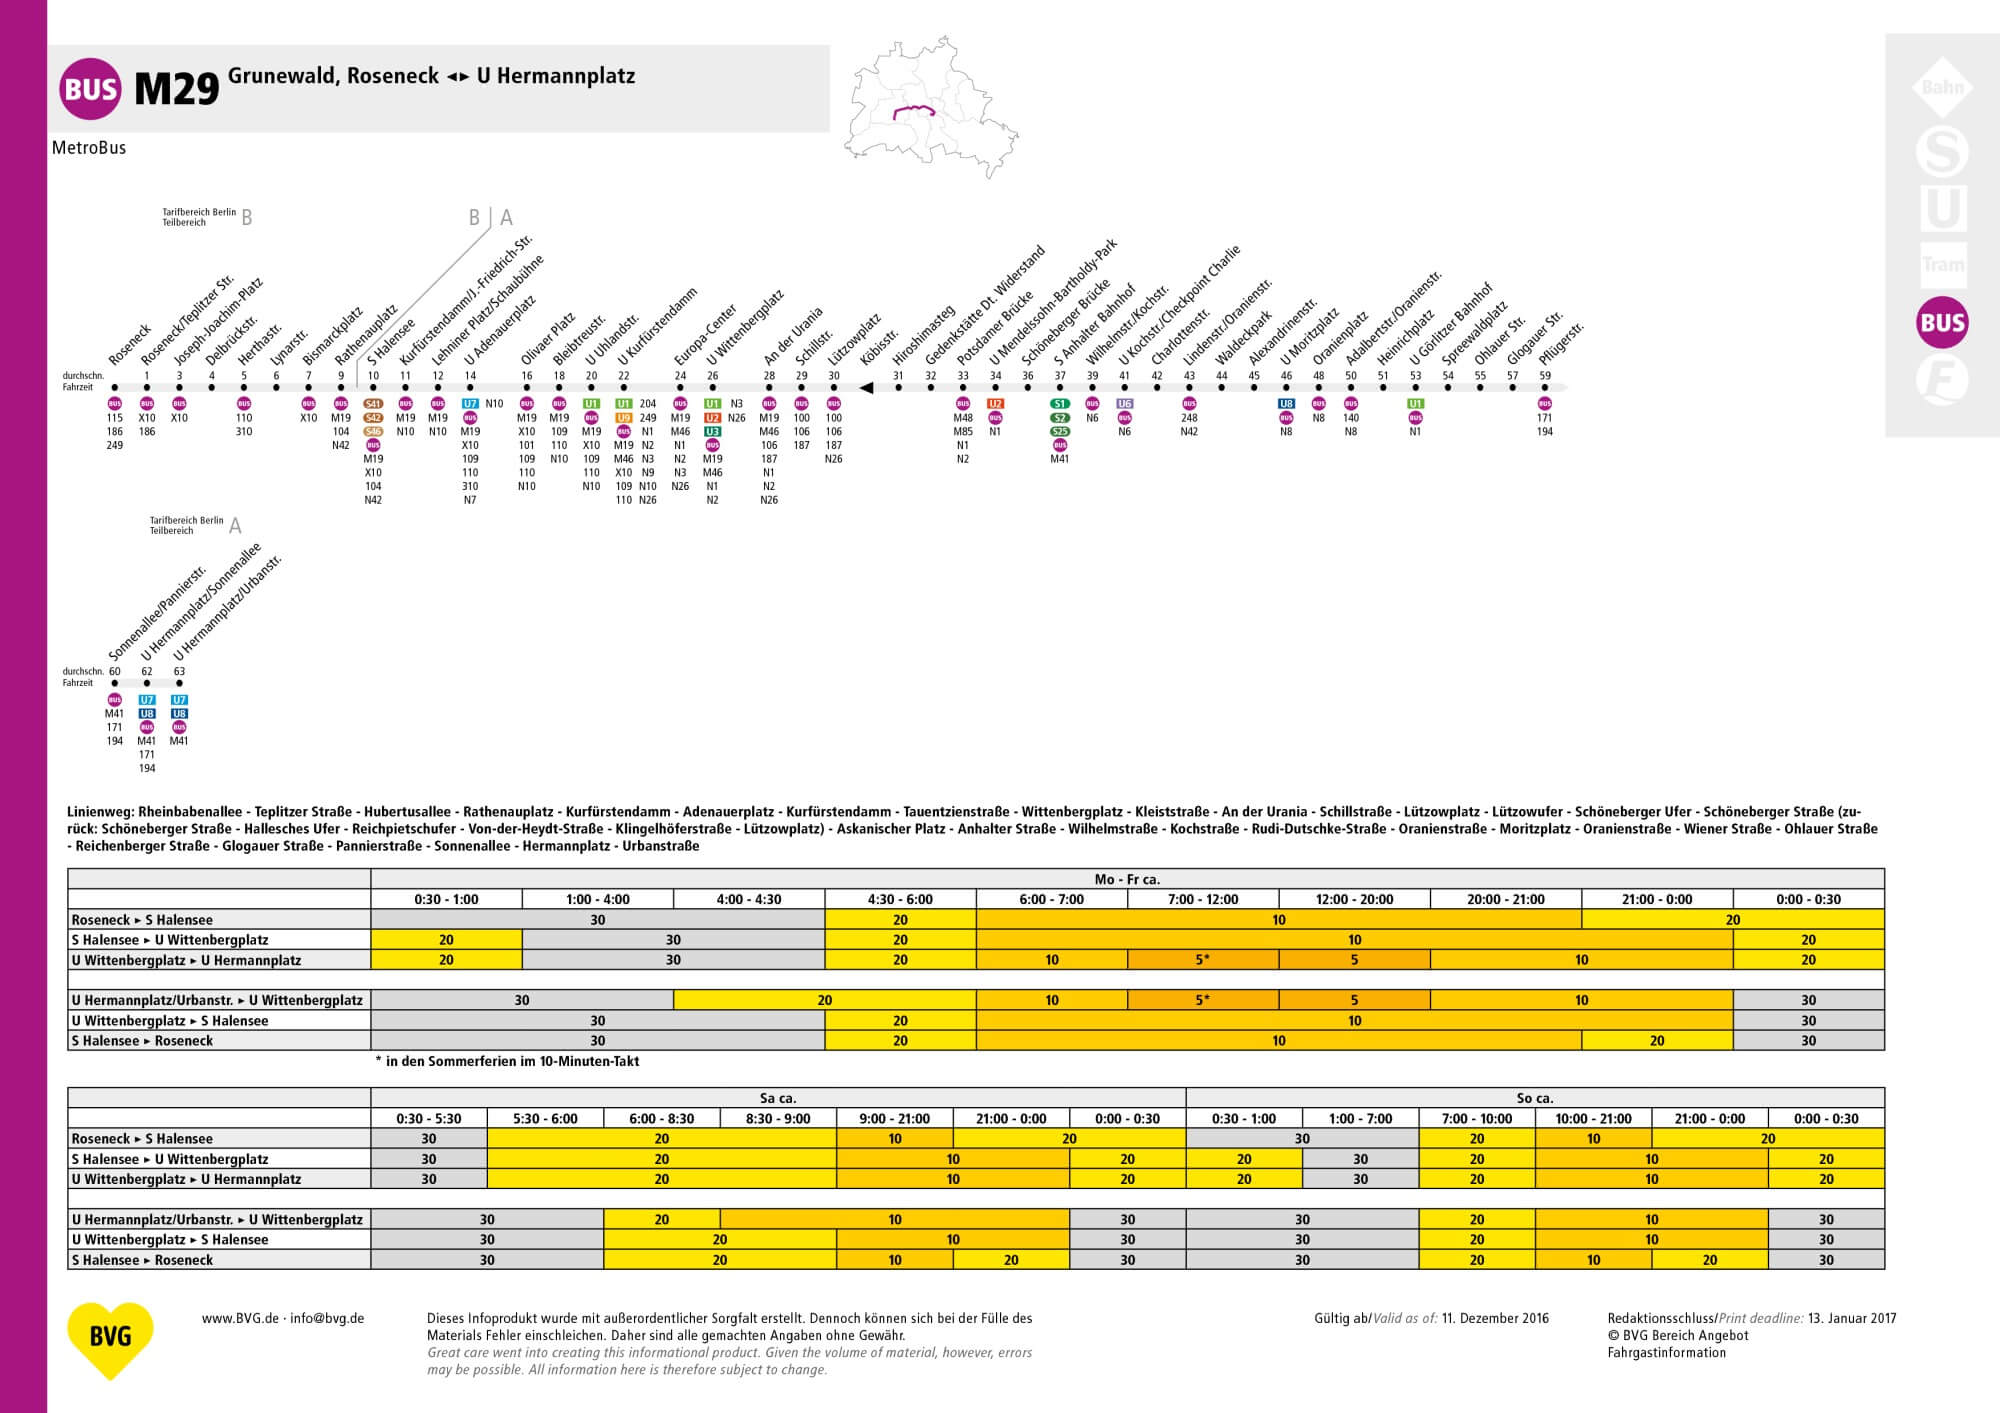 BUS M29 Grunewald, Roseneck ◂▸ U Hermannplatz
MetroBus
Bahn
S
U
Tram
BUS
F
Tarifbereich Berlin
Teilbereich B
B | A
Roseneck
Roseneck/Teplitzer Str.
Joseph-Joachim-Platz
Delbrückstr.
Herthastr.
Lynarstr.
Bismarckplatz
Rathenauplatz
S Halensee
Kurfürstendamm/J.-Friedrich-Str.
Lehniner Platz/Schaubühne
U Adenauerplatz
Olivaer Platz
Bleibtreustr.
U Uhlandstr.
U Kurfürstendamm
Europa-Center
U Wittenbergplatz
An der Urania
Schillstr.
Lützowplatz
Köbisstr.
Hiroshimasteg
Gedenkstätte Dt. Widerstand
Potsdamer Brücke
U Mendelssohn-Bartholdy-Park
Schöneberger Brücke
S Anhalter Bahnhof
Wilhelmstr./Kochstr.
U Kochstr./Checkpoint Charlie
Charlottenstr.
Lindenstr./Oranienstr.
Waldeckpark
Alexandrinenstr.
U Moritzplatz
Oranienplatz
Adalbertstr./Oranienstr.
Heinrichplatz
U Görlitzer Bahnhof
Spreewaldplatz
Ohlauer Str.
Glogauer Str.
Pflügerstr.
durchschn. 1 3 4 5 6 7 9 10 11 12 14 16 18 20 22 24 26 28 29 30 31 32 33 34 36 37 39 41 42 43 44 45 46 48 50 51 53 54 55 57 59
Fahrzeit
BUS 115 186 249
BUS X10 186
BUS X10
BUS 110 310
BUS X10
BUS M19 104 N42
S41 S42 S46 BUS M19 X10 104 N42
BUS M19 N10
BUS M19 N10
U7 N10 BUS M19 X10 109 110 310 N7
BUS M19 X10 101 109 110 N10
BUS M19 109 110 N10
U1 BUS M19 X10 109 110 N10
U1 204
U9 249
BUS N1
M19 N2
M46 N3
X10 N9
109 N10
110 N26
BUS M19 M46 N1 N2 N3 N26
U1 N3
U2 N26
U3
BUS
M19
M46
N1
N2
BUS M19 M46 106 187 N1 N2 N26
BUS 100 106 187
BUS 100 106 187 N26
BUS M48 M85 N1 N2
U2 BUS N1
S1 S2 S25 BUS M41
BUS N6
U6 BUS N6
BUS 248 N42
U8 BUS N8
BUS N8
BUS 140 N8
U1 BUS N1
BUS 171 194
Tarifbereich Berlin
Teilbereich A
Sonnenallee/Pannierstr.
U Hermannplatz/Sonnenallee
U Hermannplatz/Urbanstr.
durchschn. 60 62 63
Fahrzeit
BUS M41 171 194
U7 U8 BUS M41 171 194
U7 U8 BUS M41
Linienweg: Rheinbabenallee - Teplitzer Straße - Hubertusallee - Rathenauplatz - Kurfürstendamm - Adenauerplatz - Kurfürstendamm - Tauentzienstraße - Wittenbergplatz - Kleiststraße - An der Urania - Schillstraße - Lützowplatz - Lützowufer - Schöneberger Ufer - Schöneberger Straße (zu-
rück: Schöneberger Straße - Hallesches Ufer - Reichpietschufer - Von-der-Heydt-Straße - Klingelhöferstraße - Lützowplatz) - Askanischer Platz - Anhalter Straße - Wilhelmstraße - Kochstraße - Rudi-Dutschke-Straße - Oranienstraße - Moritzplatz - Oranienstraße - Wiener Straße - Ohlauer Straße
- Reichenberger Straße - Glogauer Straße - Pannierstraße - Sonnenallee - Hermannplatz - Urbanstraße
Mo - Fr ca.
0:30 - 1:00 1:00 - 4:00 4:00 - 4:30 4:30 - 6:00 6:00 - 7:00 7:00 - 12:00 12:00 - 20:00 20:00 - 21:00 21:00 - 0:00 0:00 - 0:30
Roseneck ▸ S Halensee 30 20 10 20
S Halensee ▸ U Wittenbergplatz 20 30 20 10 20
U Wittenbergplatz ▸ U Hermannplatz 20 30 20 10 5* 5 10 20
U Hermannplatz/Urbanstr. ▸ U Wittenbergplatz 30 20 10 5* 5 10 30
U Wittenbergplatz ▸ S Halensee 30 20 10 30
S Halensee ▸ Roseneck 30 20 10 20 30
* in den Sommerferien im 10-Minuten-Takt
Sa ca. So ca.
0:30 - 5:30 5:30 - 6:00 6:00 - 8:30 8:30 - 9:00 9:00 - 21:00 21:00 - 0:00 0:00 - 0:30 0:30 - 1:00 1:00 - 7:00 7:00 - 10:00 10:00 - 21:00 21:00 - 0:00 0:00 - 0:30
Roseneck ▸ S Halensee 30 20 10 20 30 20 10 20
S Halensee ▸ U Wittenbergplatz 30 20 10 20 20 30 20 10 20
U Wittenbergplatz ▸ U Hermannplatz 30 20 10 20 20 30 20 10 20
U Hermannplatz/Urbanstr. ▸ U Wittenbergplatz 30 20 10 30 30 20 10 30
U Wittenbergplatz ▸ S Halensee 30 20 10 30 30 20 10 30
S Halensee ▸ Roseneck 30 20 10 20 30 30 20 10 20 30
BVG
www.BVG.de · info@bvg.de
Dieses Infoprodukt wurde mit außerordentlicher Sorgfalt erstellt. Dennoch können sich bei der Fülle des
Materials Fehler einschleichen. Daher sind alle gemachten Angaben ohne Gewähr.
Great care went into creating this informational product. Given the volume of material, however, errors
may be possible. All information here is therefore subject to change.
Gültig ab/Valid as of: 11. Dezember 2016
Redaktionsschluss/Print deadline: 13. Januar 2017
© BVG Bereich Angebot
Fahrgastinformation